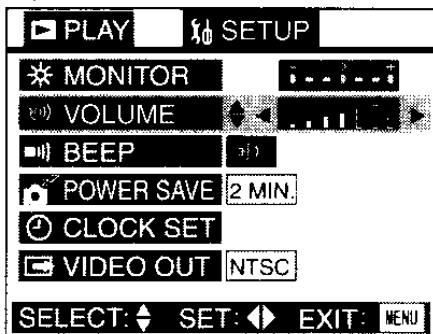 PLAY SETUP
MONITOR
VOLUME
BEEP
POWER SAVE 2 MIN.
CLOCK SET
VIDEO OUT NTSC
SELECT: SET: EXIT: MENU